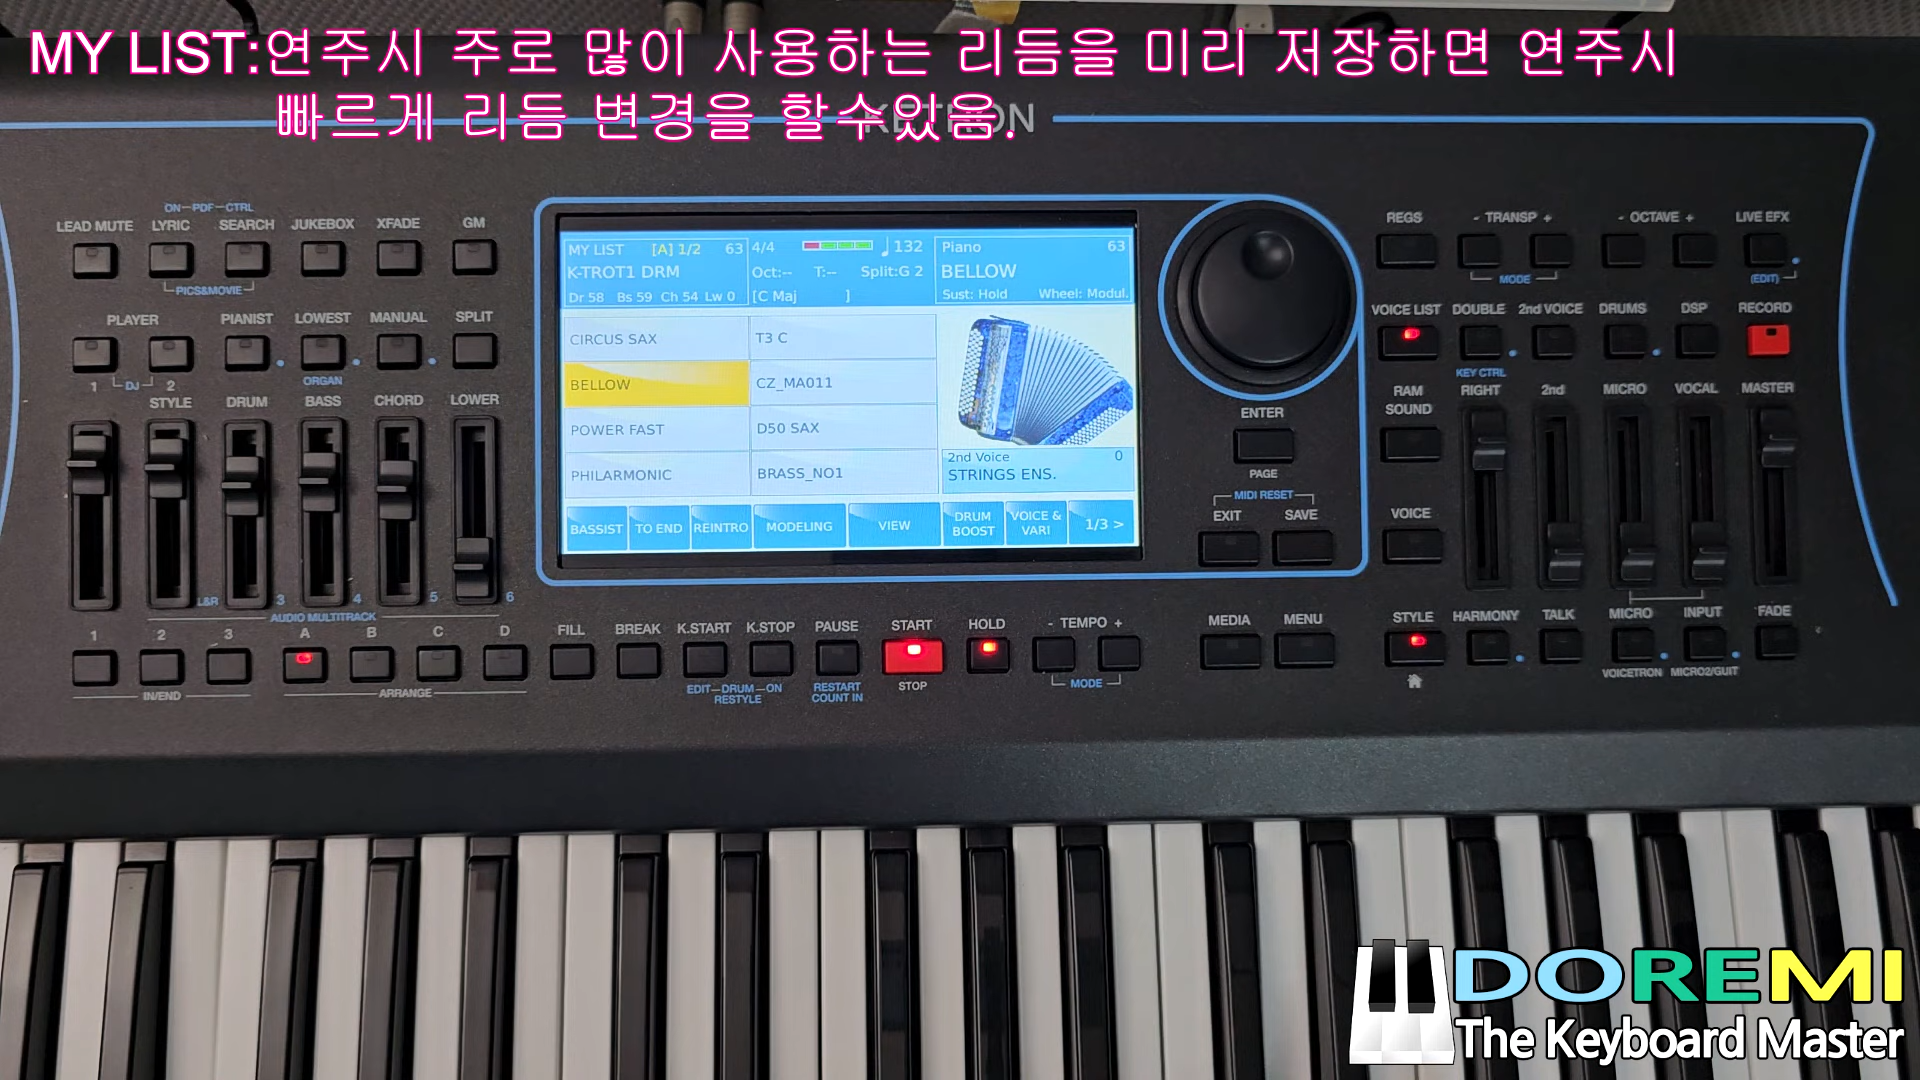 MY LIST:연주시 주로 많이 사용하는 리듬을 미리 저장하면 연주시
빠르게 리듬 변경을 할수있음.
KETRON
ON-PDF-CTRL
LEAD MUTE LYRIC SEARCH JUKEBOX XFADE GM
PICS&MOVIE
PLAYER PIANIST LOWEST MANUAL SPLIT
1 DJ 2 ORGAN
STYLE DRUM BASS CHORD LOWER
L&R 3 4 5 6
AUDIO MULTITRACK
1 2 3 A B C D
IN/END ARRANGE
MY LIST [A] 1/2 63
K-TROT1 DRM
Dr 58 Bs 59 Ch 54 Lw 0
4/4 132
Oct:-- T:-- Split:G 2
[C Maj ]
Piano 63
BELLOW
Sust: Hold Wheel: Modul.
CIRCUS SAX T3 C
BELLOW CZ_MA011
POWER FAST D50 SAX
PHILARMONIC BRASS_NO1
2nd Voice 0
STRINGS ENS.
BASSIST TO END REINTRO MODELING VIEW DRUM BOOST VOICE & VARI 1/3 >
FILL BREAK K.START K.STOP PAUSE START HOLD - TEMPO +
EDIT-DRUM-ON
RESTYLE
RESTART
COUNT IN
STOP
MODE
ENTER
PAGE
MIDI RESET
EXIT SAVE
MEDIA MENU
REGS - TRANSP + - OCTAVE + LIVE EFX
MODE (EDIT)
VOICE LIST DOUBLE 2nd VOICE DRUMS DSP RECORD
KEY CTRL
RAM SOUND
RIGHT 2nd MICRO VOCAL MASTER
VOICE
STYLE HARMONY TALK MICRO INPUT FADE
VOICETRON MICRO2/GUIT
DOREMI
The Keyboard Master